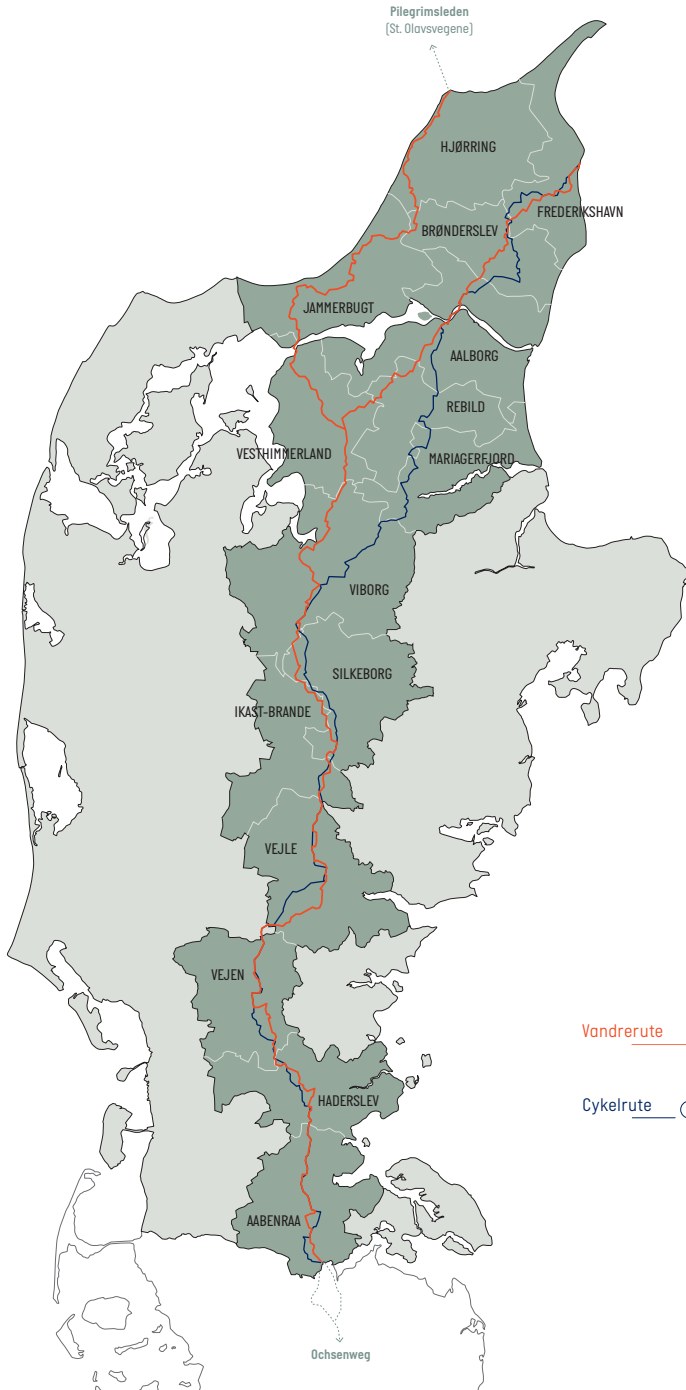 Pilegrimsleden
(St. Olavsvegene)
HJØRRING
FREDERIKSHAVN
BRØNDERSLEV
JAMMERBUGT
AALBORG
REBILD
VESTHIMMERLAND
MARIAGERFJORD
VIBORG
SILKEBORG
IKAST-BRANDE
VEJLE
VEJEN
Vandrerute
HADERSLEV
Cykelrute
AABENRAA
Ochsenweg